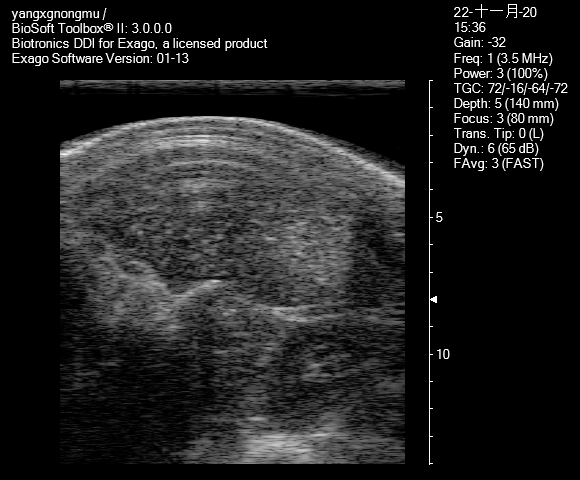 yangxgnongmu /
BioSoft Toolbox® II: 3.0.0.0
Biotronics DDI for Exago, a licensed product
Exago Software Version: 01-13
22-十一月-20
15:36
Gain: -32
Freq: 1 (3.5 MHz)
Power: 3 (100%)
TGC: 72/-16/-64/-72
Depth: 5 (140 mm)
Focus: 3 (80 mm)
Trans. Tip: 0 (L)
Dyn.: 6 (65 dB)
FAvg: 3 (FAST)
5
10